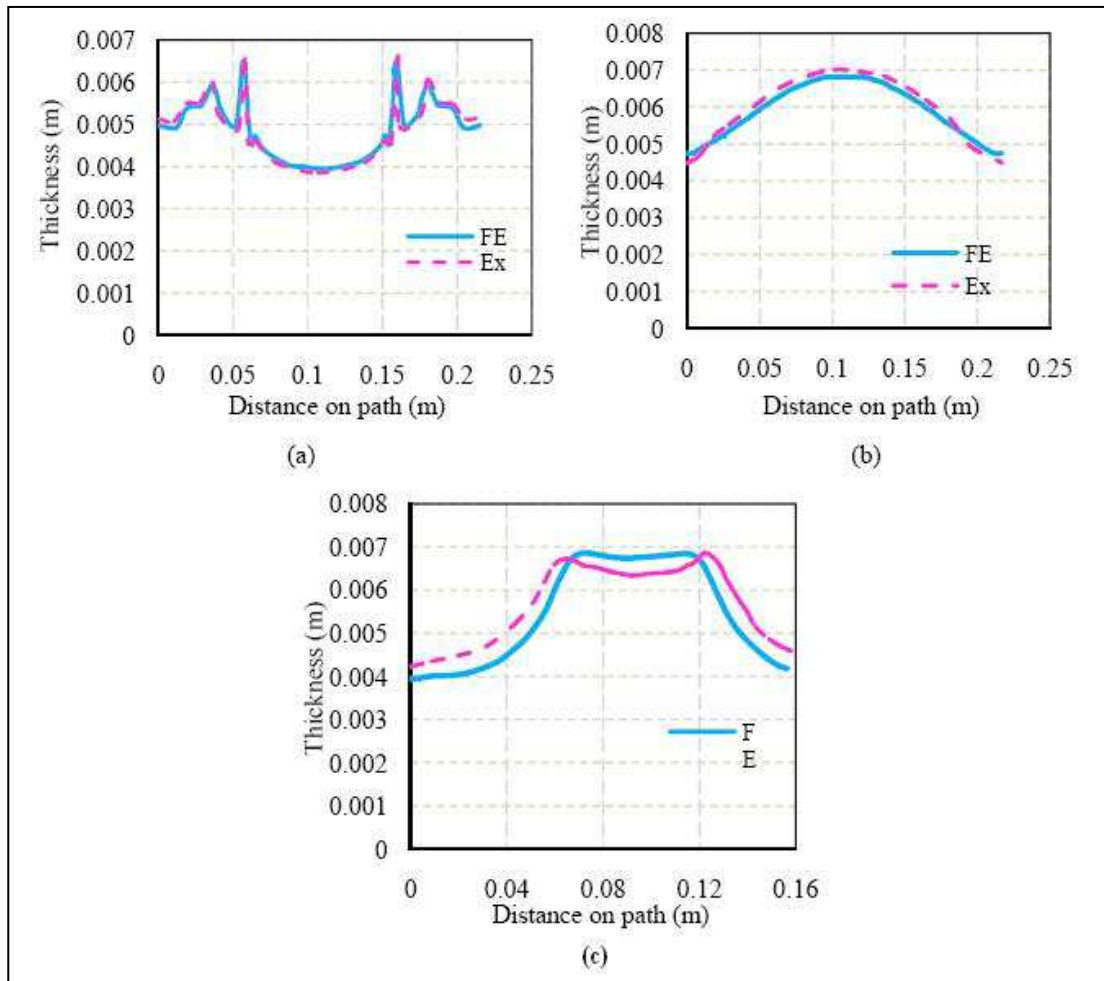 0.007
0.006
0.005
0.004
0.003
0.002
0.001
0
Thickness (m)
FE
Ex
0 0.05 0.1 0.15 0.2 0.25
Distance on path (m)
(a)
0.008
0.007
0.006
0.005
0.004
0.003
0.002
0.001
0
Thickness (m)
FE
Ex
0 0.05 0.1 0.15 0.2 0.25
Distance on path (m)
(b)
0.008
0.007
0.006
0.005
0.004
0.003
0.002
0.001
0
Thickness (m)
F
E
0 0.04 0.08 0.12 0.16
Distance on path (m)
(c)